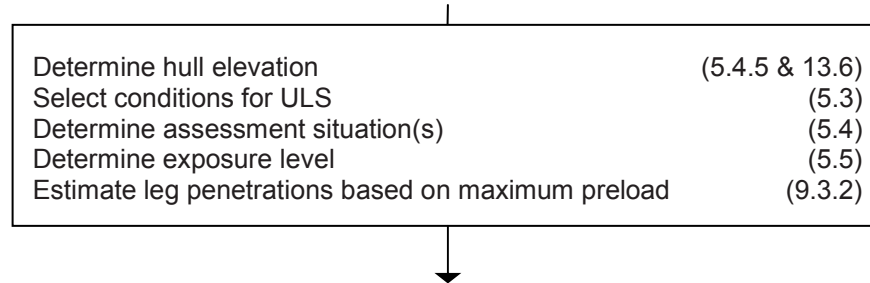 Determine hull elevation (5.4.5 & 13.6)
Select conditions for ULS (5.3)
Determine assessment situation(s) (5.4)
Determine exposure level (5.5)
Estimate leg penetrations based on maximum preload (9.3.2)